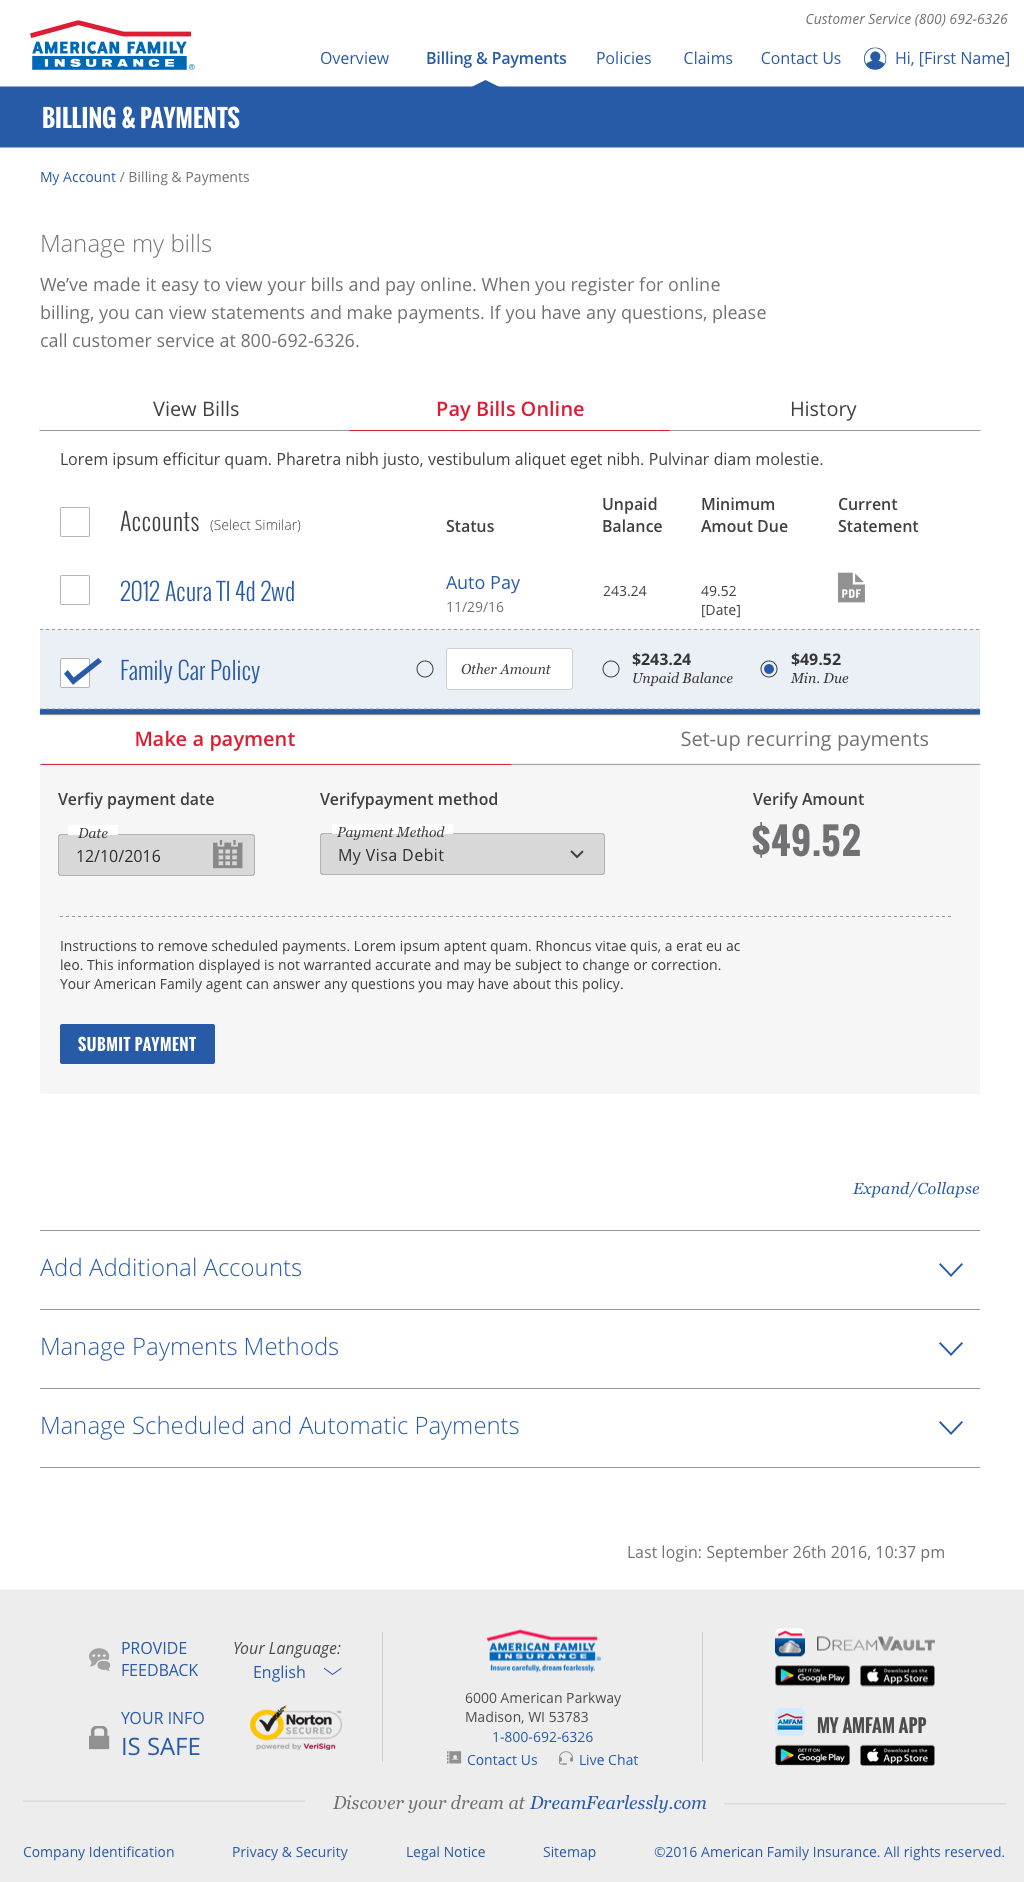 Customer Service (800) 692-6326
AMERICAN FAMILY
INSURANCE ®
Overview Billing & Payments Policies Claims Contact Us Hi, [First Name]
BILLING & PAYMENTS
My Account / Billing & Payments
Manage my bills
We've made it easy to view your bills and pay online. When you register for online
billing, you can view statements and make payments. If you have any questions, please
call customer service at 800-692-6326.
View Bills Pay Bills Online History
Lorem ipsum efficitur quam. Pharetra nibh justo, vestibulum aliquet eget nibh. Pulvinar diam molestie.
Accounts (Select Similar) Status Unpaid Balance Minimum Amout Due Current Statement
2012 Acura Tl 4d 2wd Auto Pay 243.24 49.52 PDF
11/29/16 [Date]
Family Car Policy Other Amount $243.24 $49.52
Unpaid Balance Min. Due
Make a payment Set-up recurring payments
Verfiy payment date Verifypayment method Verify Amount
Date Payment Method
12/10/2016 My Visa Debit $49.52
Instructions to remove scheduled payments. Lorem ipsum aptent quam. Rhoncus vitae quis, a erat eu ac
leo. This information displayed is not warranted accurate and may be subject to change or correction.
Your American Family agent can answer any questions you may have about this policy.
SUBMIT PAYMENT
Expand/Collapse
Add Additional Accounts
Manage Payments Methods
Manage Scheduled and Automatic Payments
Last login: September 26th 2016, 10:37 pm
PROVIDE
FEEDBACK
Your Language:
English
YOUR INFO
IS SAFE
Norton
SECURED
powered by VeriSign
AMERICAN FAMILY
INSURANCE ®
Insure carefully, dream fearlessly.
6000 American Parkway
Madison, WI 53783
1-800-692-6326
Contact Us Live Chat
DREAMVAULT
GET IT ON Google Play Download on the App Store
AMFAM MY AMFAM APP
GET IT ON Google Play Download on the App Store
Discover your dream at DreamFearlessly.com
Company Identification Privacy & Security Legal Notice Sitemap ©2016 American Family Insurance. All rights reserved.